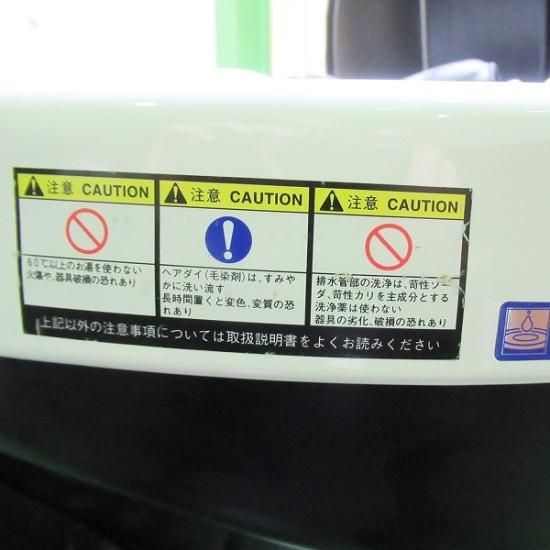 注意 CAUTION
60℃以上のお湯を使わない
火傷や、器具破損の恐れあり
注意 CAUTION
ヘアダイ(毛染剤)は、すみや
かに洗い流す
長時間置くと変色、変質の恐
れあり
注意 CAUTION
排水管部の洗浄は、苛性ソー
ダ、苛性カリを主成分とする
洗浄薬は使わない
器具の劣化、破損の恐れあり
上記以外の注意事項については取扱説明書をよくお読みください